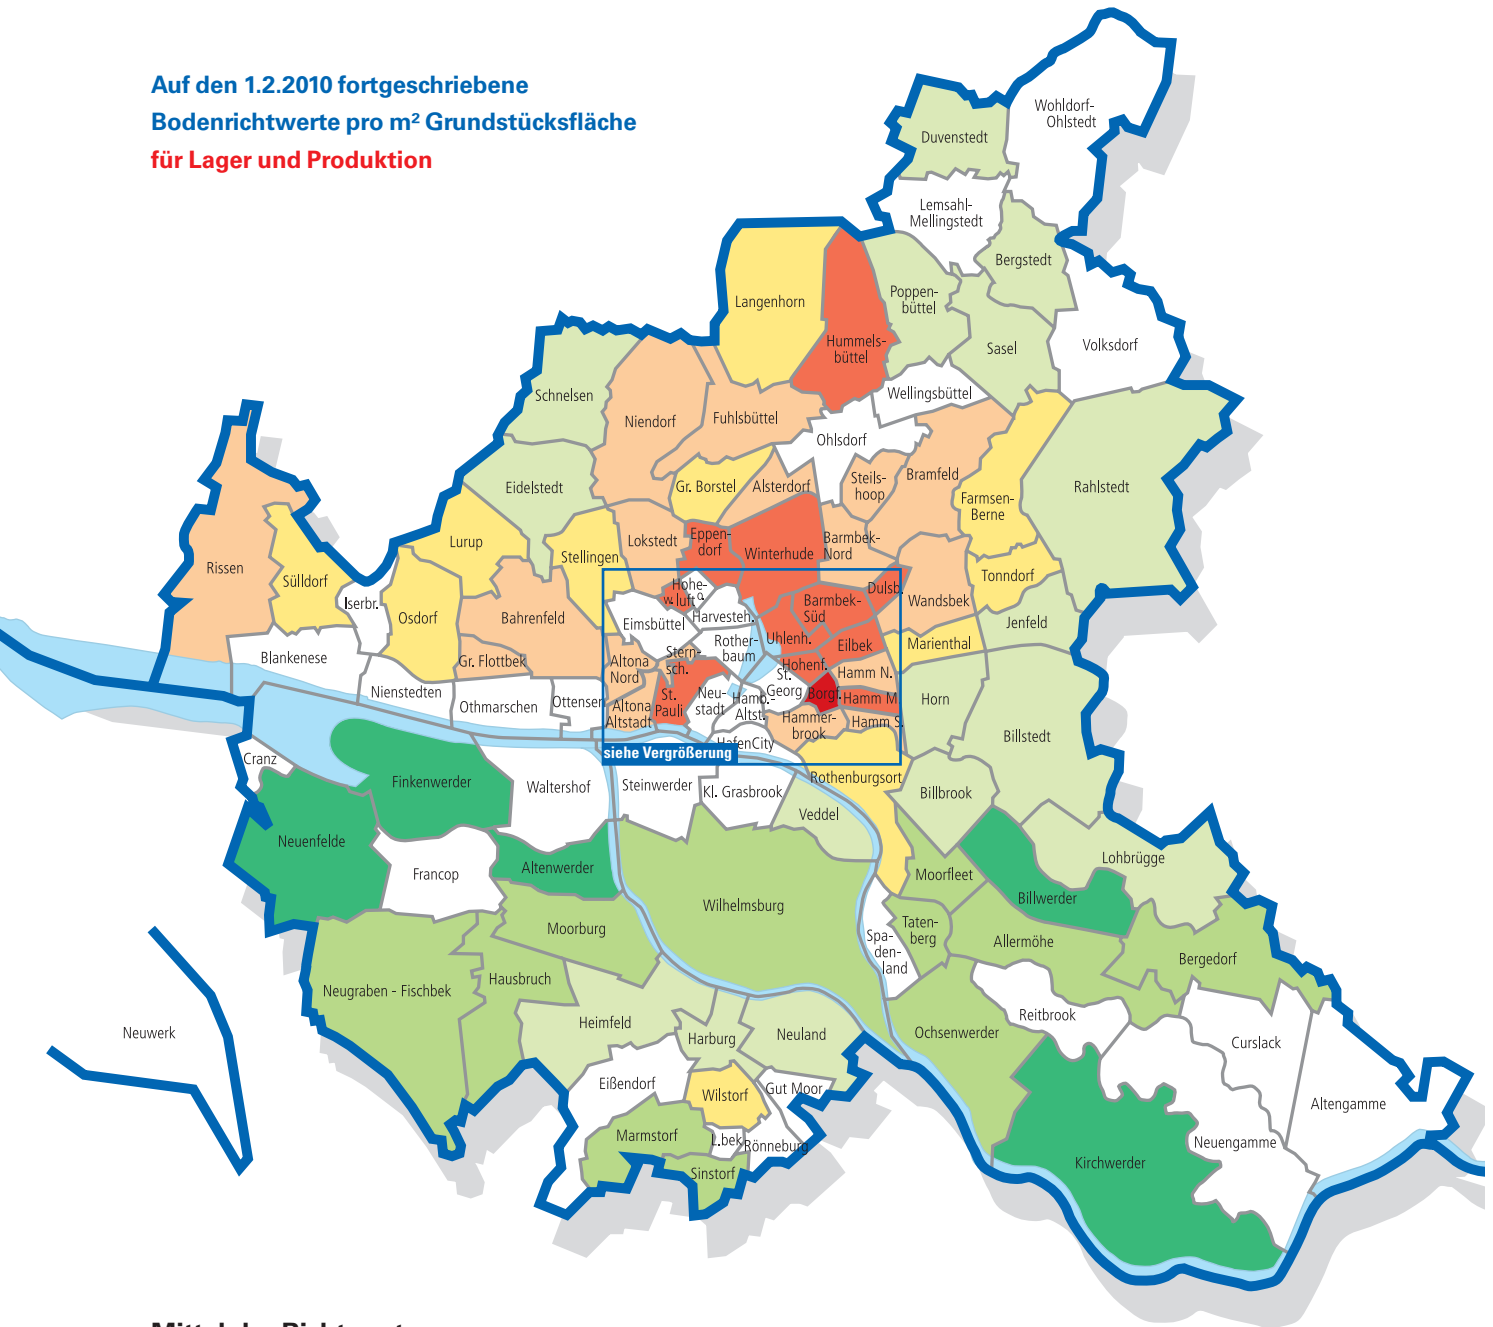 Auf den 1.2.2010 fortgeschriebene
Bodenrichtwerte pro m² Grundstücksfläche
für Lager und Produktion
Wohldorf-
Ohlstedt
Duvenstedt
Lemsahl-
Mellingstedt
Bergstedt
Poppen-
büttel
Langenhorn
Hummels-
büttel
Sasel
Volksdorf
Wellingsbüttel
Schnelsen
Niendorf
Fuhlsbüttel
Ohlsdorf
Eidelstedt
Gr. Borstel
Alsterdorf
Steils-
hoop
Bramfeld
Farmsen-
Berne
Rahlstedt
Rissen
Sülldorf
Iserbr.
Lurup
Stellingen
Lokstedt
Eppen-
dorf
Winterhude
Barmbek-
Nord
Tonndorf
Osdorf
Bahrenfeld
Hohe-
w.luft o.
Harvesteh.
Dulsb.
Barmbek-
Süd
Wandsbek
Jenfeld
Eimsbüttel
Rother-
baum
Uhlenh.
Eilbek
Marienthal
Blankenese
Gr. Flottbek
Altona
Nord
Stern-
sch.
Hohenf.
Hamm N.
Nienstedten
Othmarschen
Ottensen
Altona
Altstadt
St.
Pauli
Neu-
stadt
Hamb.-
Altst.
St.
Georg
Borgf.
Hamm M.
Horn
Hammer-
brook
Hamm S.
Billstedt
HafenCity
siehe Vergrößerung
Cranz
Finkenwerder
Waltershof
Steinwerder
Kl. Grasbrook
Rothenburgsort
Billbrook
Veddel
Neuenfelde
Francop
Altenwerder
Moorfleet
Lohbrügge
Billwerder
Wilhelmsburg
Moorburg
Spa-
den-
land
Taten-
berg
Allermöhe
Bergedorf
Neugraben - Fischbek
Hausbruch
Heimfeld
Harburg
Neuland
Ochsenwerder
Reitbrook
Curslack
Neuwerk
Eißendorf
Wilstorf
Gut Moor
Altengamme
Marmstorf
L.bek
Rönneburg
Neuengamme
Sinstorf
Kirchwerder